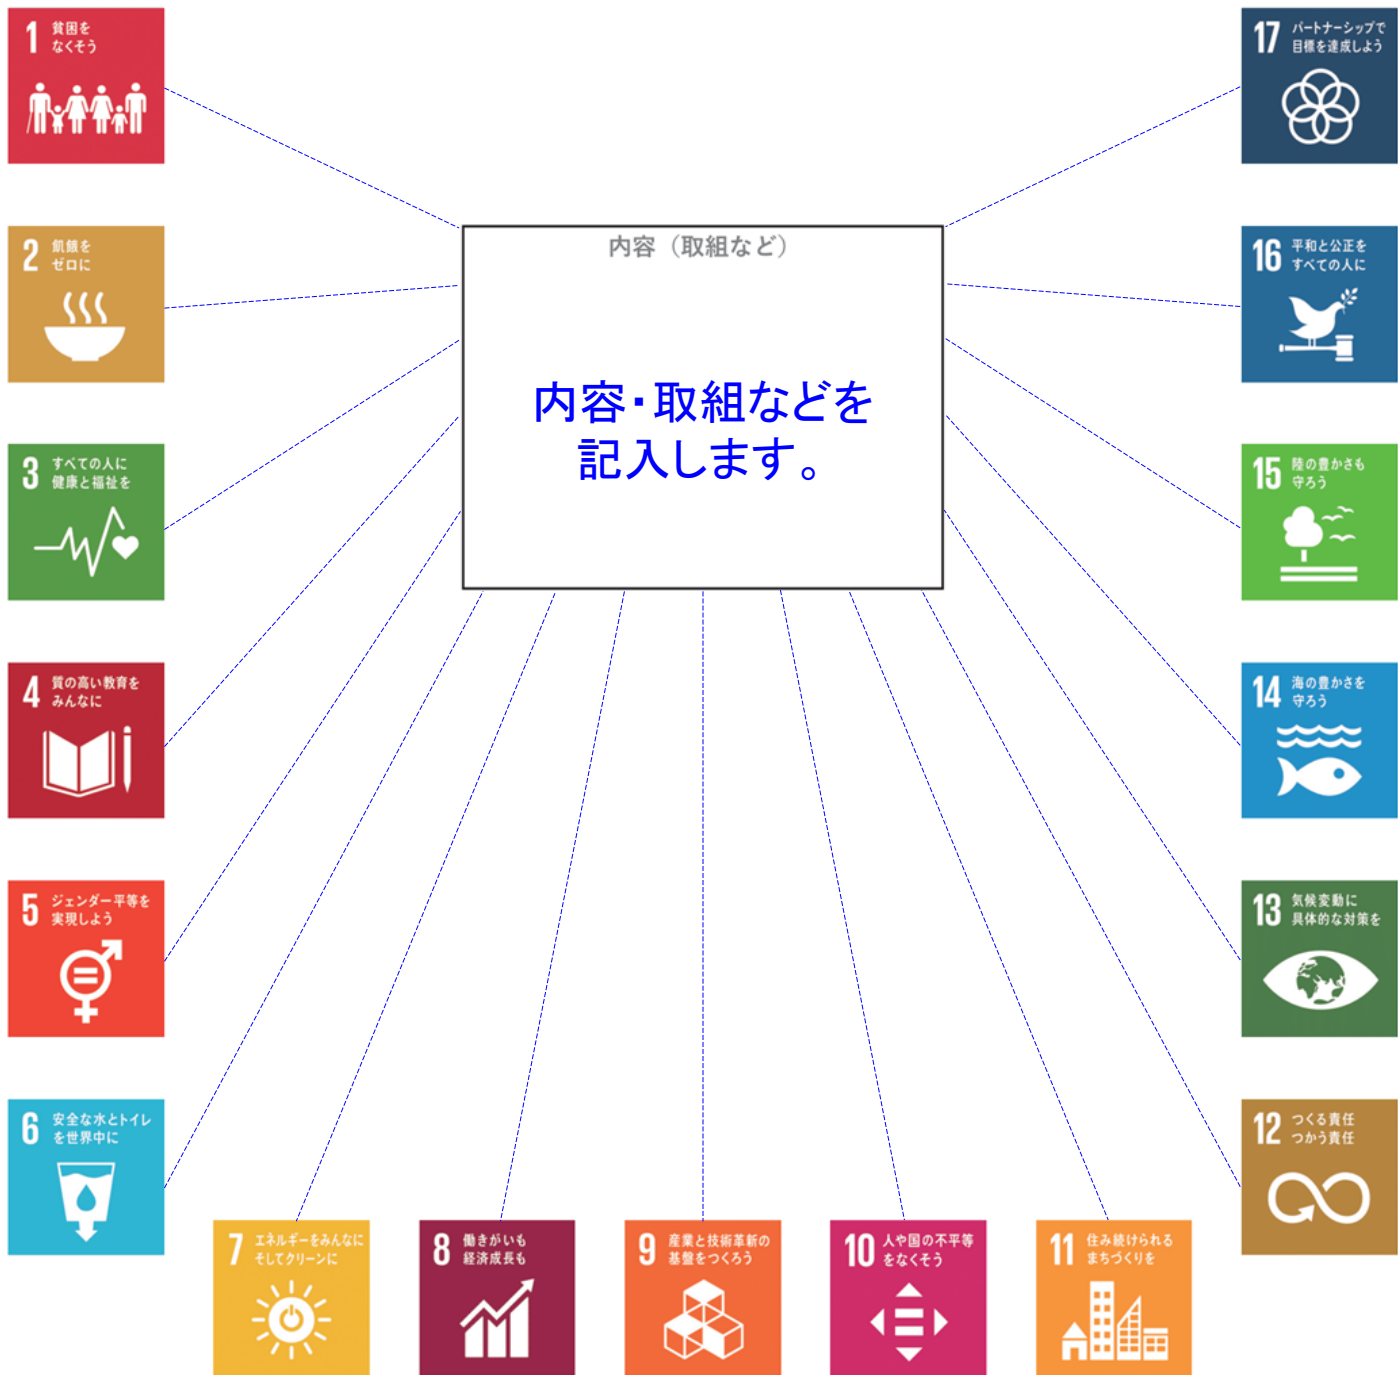 1 貧困を
なくそう
2 飢餓を
ゼロに
3 すべての人に
健康と福祉を
4 質の高い教育を
みんなに
5 ジェンダー平等を
実現しよう
6 安全な水とトイレ
を世界中に
7 エネルギーをみんなに
そしてクリーンに
8 働きがいも
経済成長も
9 産業と技術革新の
基盤をつくろう
10 人や国の不平等
をなくそう
11 住み続けられる
まちづくりを
12 つくる責任
つかう責任
13 気候変動に
具体的な対策を
14 海の豊かさを
守ろう
15 陸の豊かさも
守ろう
16 平和と公正を
すべての人に
17 パートナーシップで
目標を達成しよう
内容（取組など）
内容・取組などを
記入します。